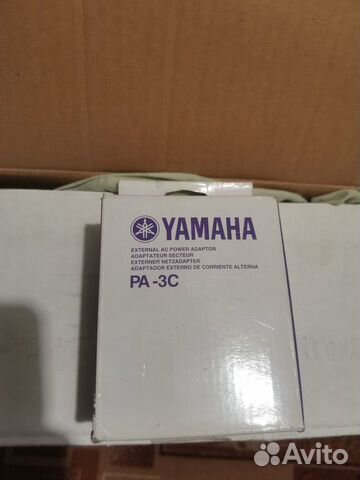 YAMAHA
EXTERNAL AC POWER ADAPTOR
ADAPTATEUR SECTEUR
EXTERNER NETZADAPTER
ADAPTADOR EXTERNO DE CORRIENTE ALTERNA
PA-3C
Avito